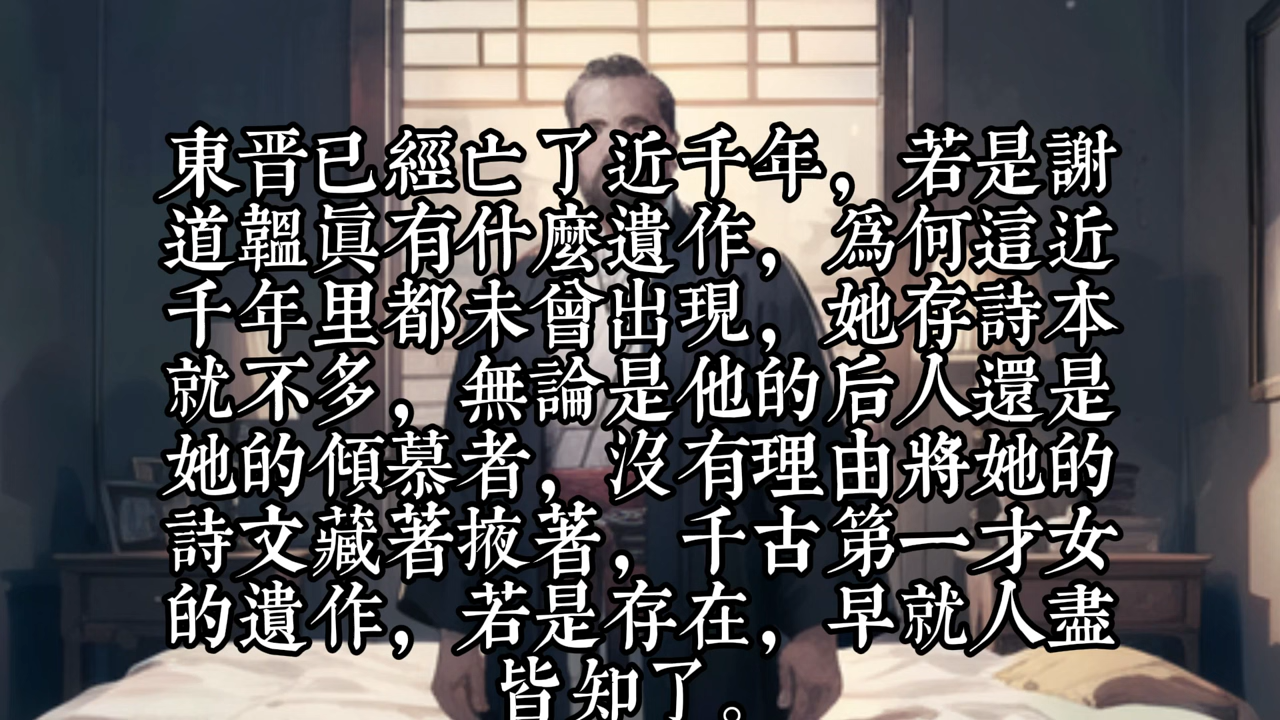 東晋已經亡了近千年，若是謝
道韞眞有什麼遺作，爲何這近
千年里都未曾出現，她存詩本
就不多，無論是他的后人還是
她的傾慕者，沒有理由將她的
詩文藏著掖著，千古第一才女
的遺作，若是存在，早就人盡
皆知了。